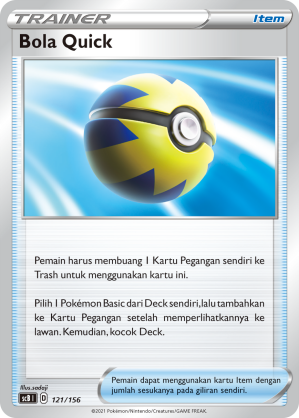 TRAINER Item
Bola Quick
Pemain harus membuang 1 Kartu Pegangan sendiri ke
Trash untuk menggunakan kartu ini.
Pilih 1 Pokémon Basic dari Deck sendiri, lalu tambahkan
ke Kartu Pegangan setelah memperlihatkannya ke
lawan. Kemudian, kocok Deck.
Illus.sadaji
sc3 I D 121/156
Pemain dapat menggunakan kartu Item dengan
jumlah sesukanya pada giliran sendiri.
©2021 Pokémon/Nintendo/Creatures/GAME FREAK.